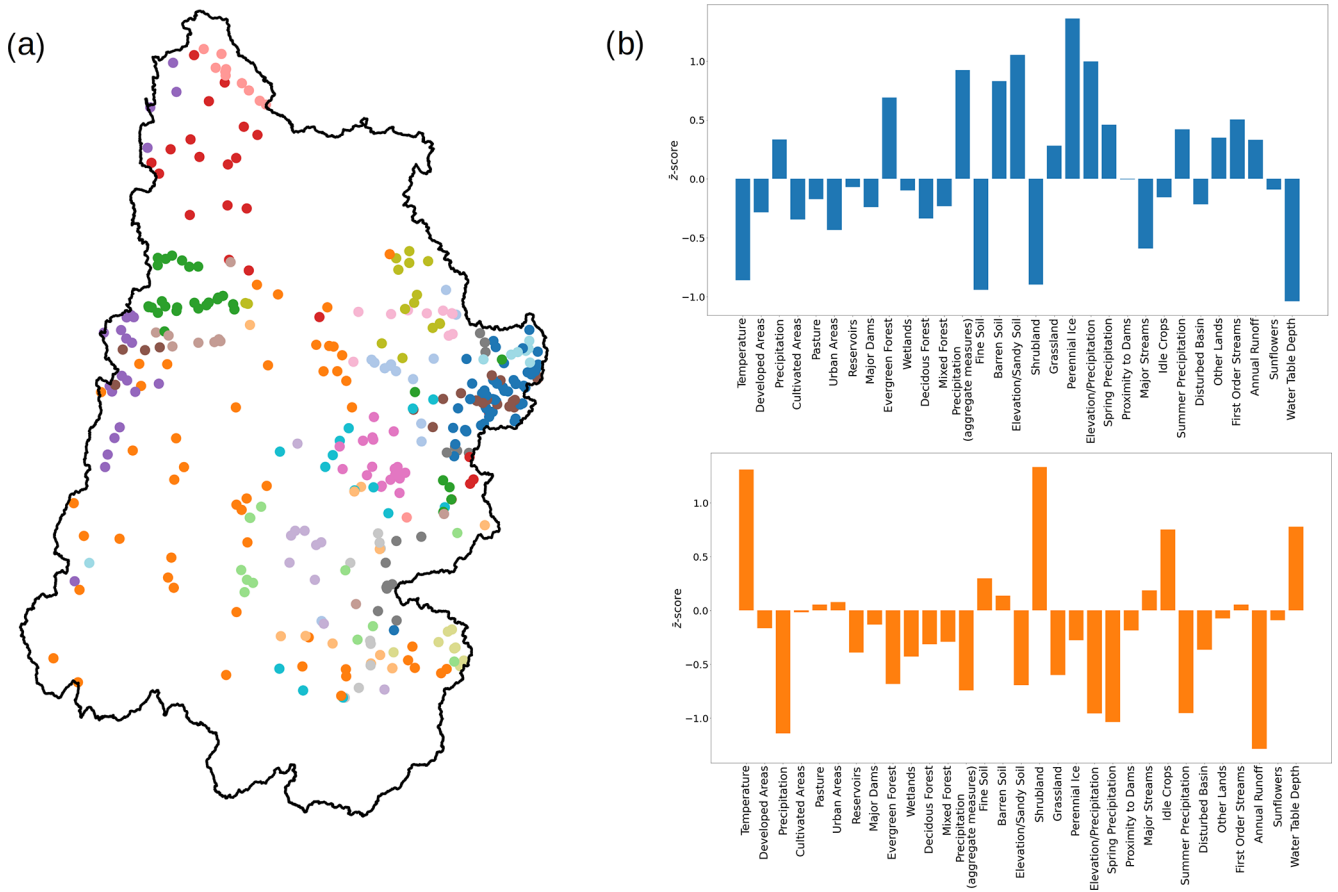 (a)
(b)
z̄-score
1.0
0.5
0.0
−0.5
−1.0
Temperature
Developed Areas
Precipitation
Cultivated Areas
Pasture
Urban Areas
Reservoirs
Major Dams
Evergreen Forest
Wetlands
Decidous Forest
Mixed Forest
Precipitation
(aggregate measures)
Fine Soil
Barren Soil
Elevation/Sandy Soil
Shrubland
Grassland
Perennial Ice
Elevation/Precipitation
Spring Precipitation
Proximity to Dams
Major Streams
Idle Crops
Summer Precipitation
Disturbed Basin
Other Lands
First Order Streams
Annual Runoff
Sunflowers
Water Table Depth
z̄-score
1.0
0.5
0.0
−0.5
−1.0
Temperature
Developed Areas
Precipitation
Cultivated Areas
Pasture
Urban Areas
Reservoirs
Major Dams
Evergreen Forest
Wetlands
Decidous Forest
Mixed Forest
Precipitation
(aggregate measures)
Fine Soil
Barren Soil
Elevation/Sandy Soil
Shrubland
Grassland
Perennial Ice
Elevation/Precipitation
Spring Precipitation
Proximity to Dams
Major Streams
Idle Crops
Summer Precipitation
Disturbed Basin
Other Lands
First Order Streams
Annual Runoff
Sunflowers
Water Table Depth